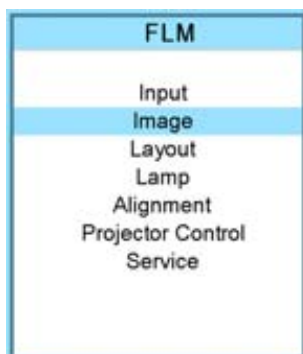 FLM
Input
Image
Layout
Lamp
Alignment
Projector Control
Service